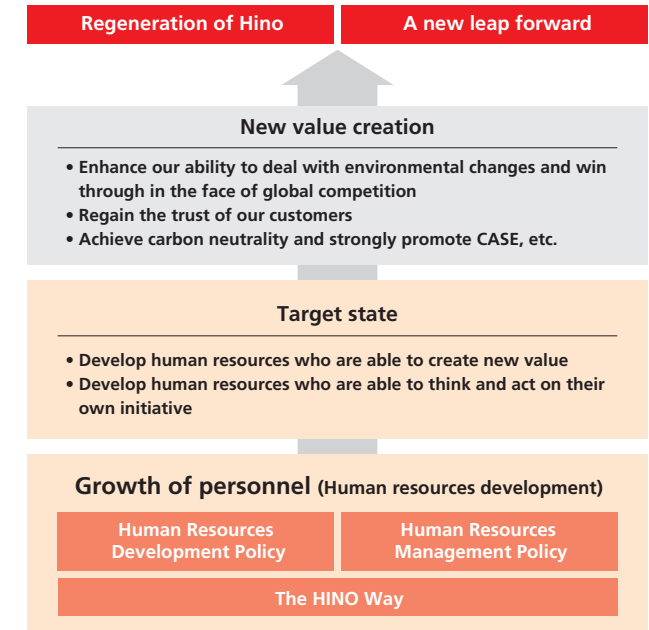 Regeneration of Hino
A new leap forward
New value creation
• Enhance our ability to deal with environmental changes and win
through in the face of global competition
• Regain the trust of our customers
• Achieve carbon neutrality and strongly promote CASE, etc.
Target state
• Develop human resources who are able to create new value
• Develop human resources who are able to think and act on their
own initiative
Growth of personnel (Human resources development)
Human Resources
Development Policy
Human Resources
Management Policy
The HINO Way